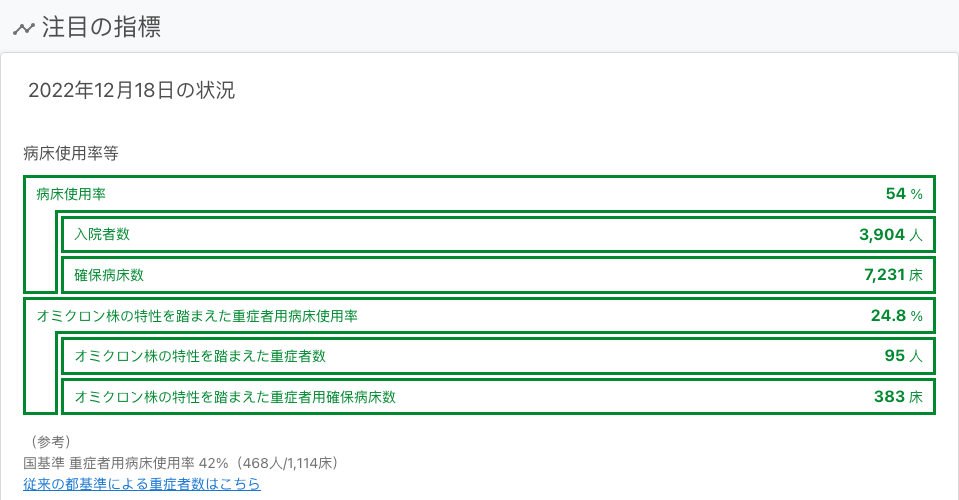 注目の指標
2022年12月18日の状況
病床使用率等
病床使用率 54 %
入院者数 3,904 人
確保病床数 7,231 床
オミクロン株の特性を踏まえた重症者用病床使用率 24.8 %
オミクロン株の特性を踏まえた重症者数 95 人
オミクロン株の特性を踏まえた重症者用確保病床数 383 床
（参考）
国基準 重症者用病床使用率 42%（468人/1,114床）
従来の都基準による重症者数はこちら